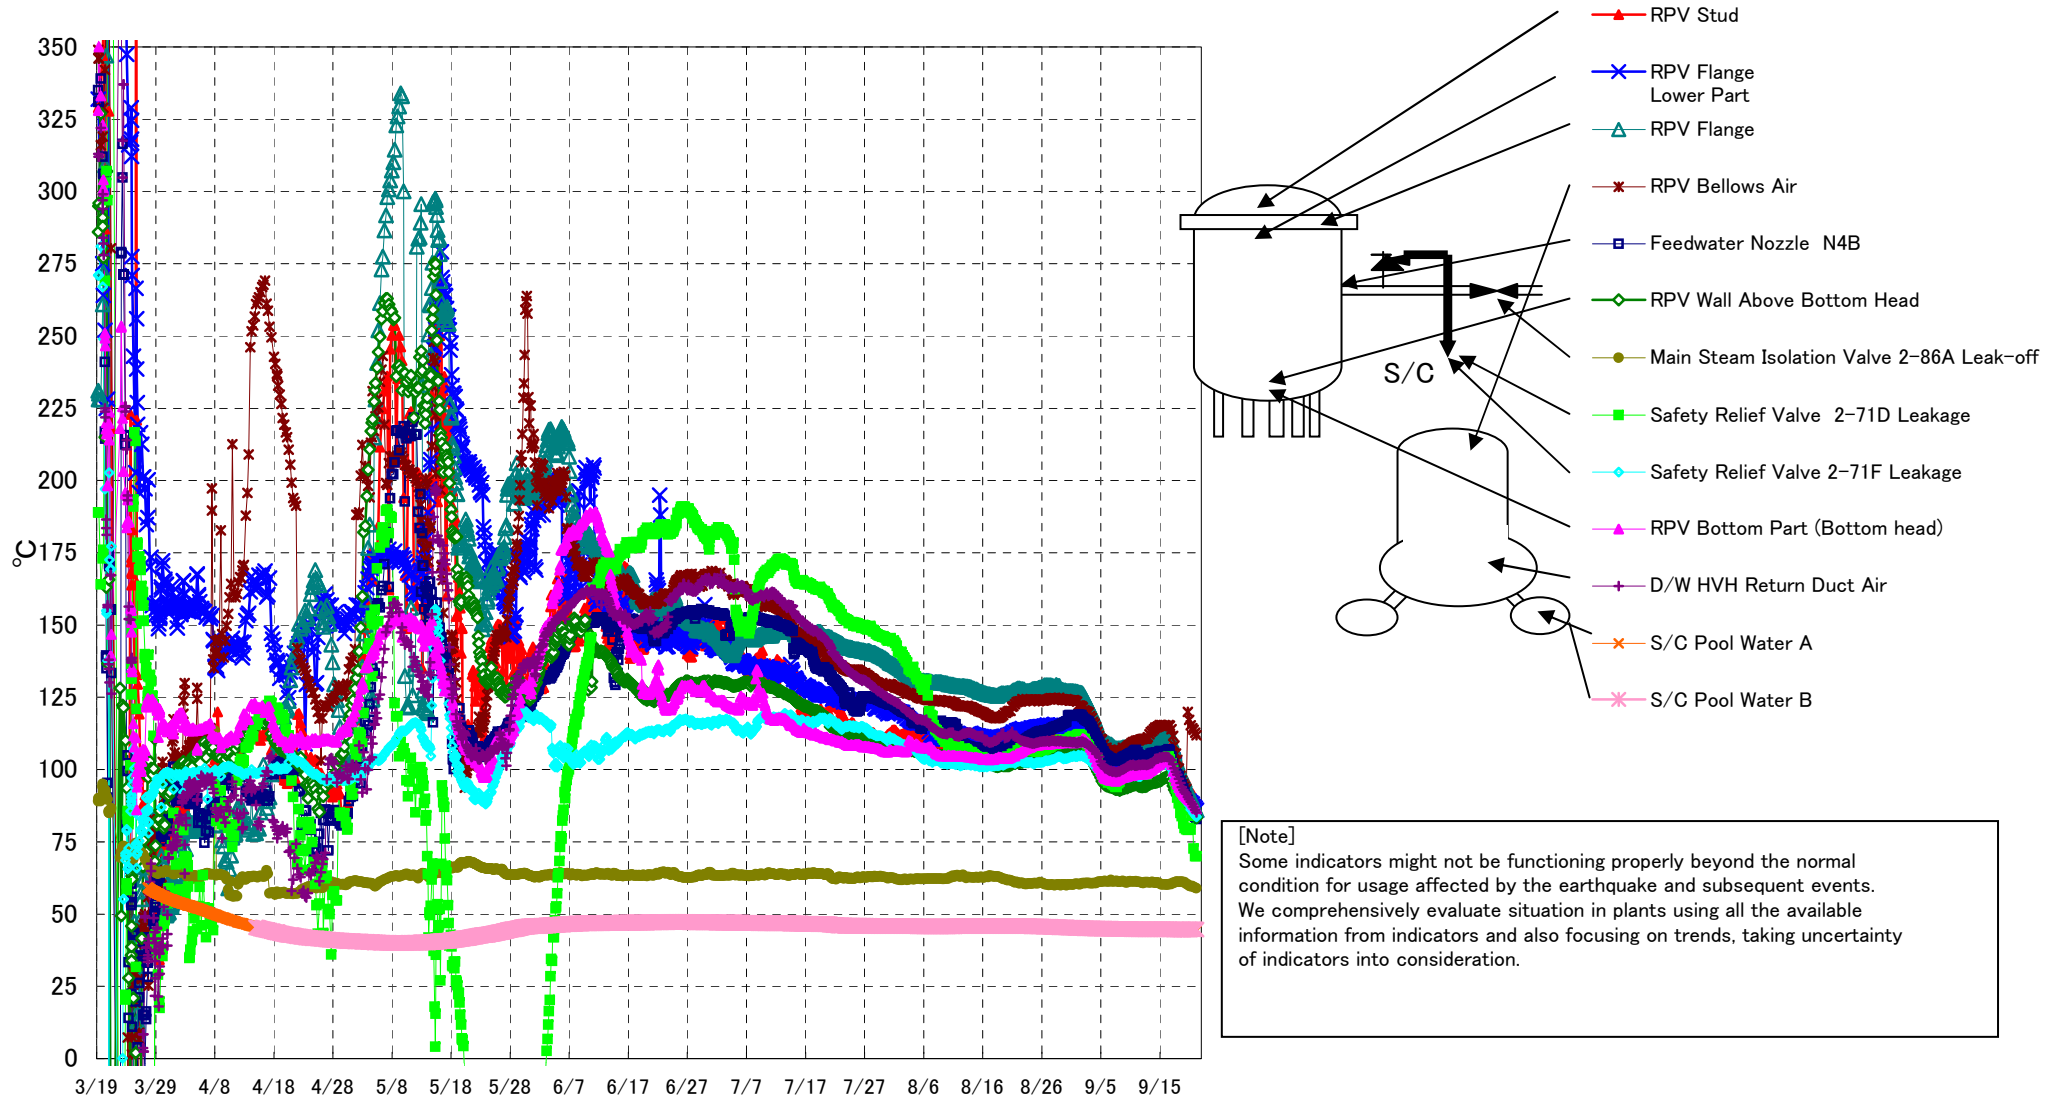 350
325
300
275
250
225
200
175
150
125
100
75
50
25
0
℃
3/19 3/29 4/8 4/18 4/28 5/8 5/18 5/28 6/7 6/17 6/27 7/7 7/17 7/27 8/6 8/16 8/26 9/5 9/15
RPV Stud
RPV Flange
Lower Part
RPV Flange
RPV Bellows Air
Feedwater Nozzle N4B
RPV Wall Above Bottom Head
Main Steam Isolation Valve 2-86A Leak-off
Safety Relief Valve 2-71D Leakage
Safety Relief Valve 2-71F Leakage
RPV Bottom Part (Bottom head)
D/W HVH Return Duct Air
S/C Pool Water A
S/C Pool Water B
S/C
[Note]
Some indicators might not be functioning properly beyond the normal
condition for usage affected by the earthquake and subsequent events.
We comprehensively evaluate situation in plants using all the available
information from indicators and also focusing on trends, taking uncertainty
of indicators into consideration.